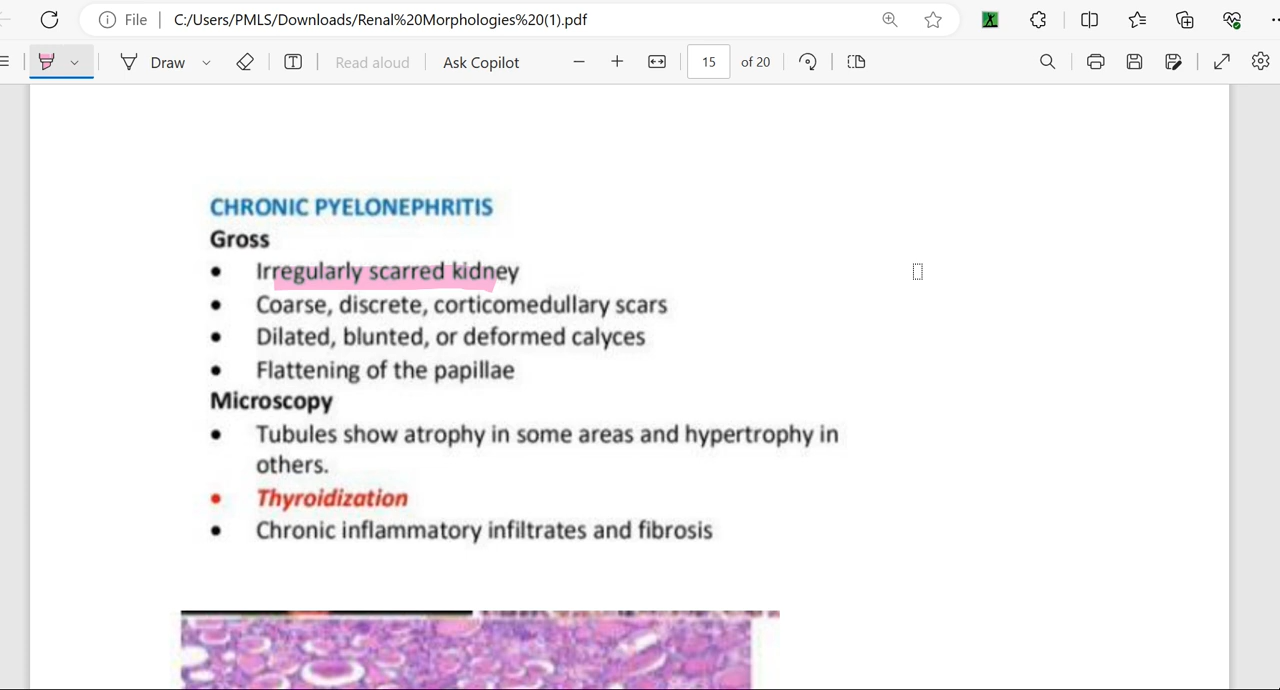 File C:/Users/PMLS/Downloads/Renal%20Morphologies%20(1).pdf
Draw Read aloud Ask Copilot 15 of 20
CHRONIC PYELONEPHRITIS
Gross
• Irregularly scarred kidney
• Coarse, discrete, corticomedullary scars
• Dilated, blunted, or deformed calyces
• Flattening of the papillae
Microscopy
• Tubules show atrophy in some areas and hypertrophy in
others.
• Thyroidization
• Chronic inflammatory infiltrates and fibrosis